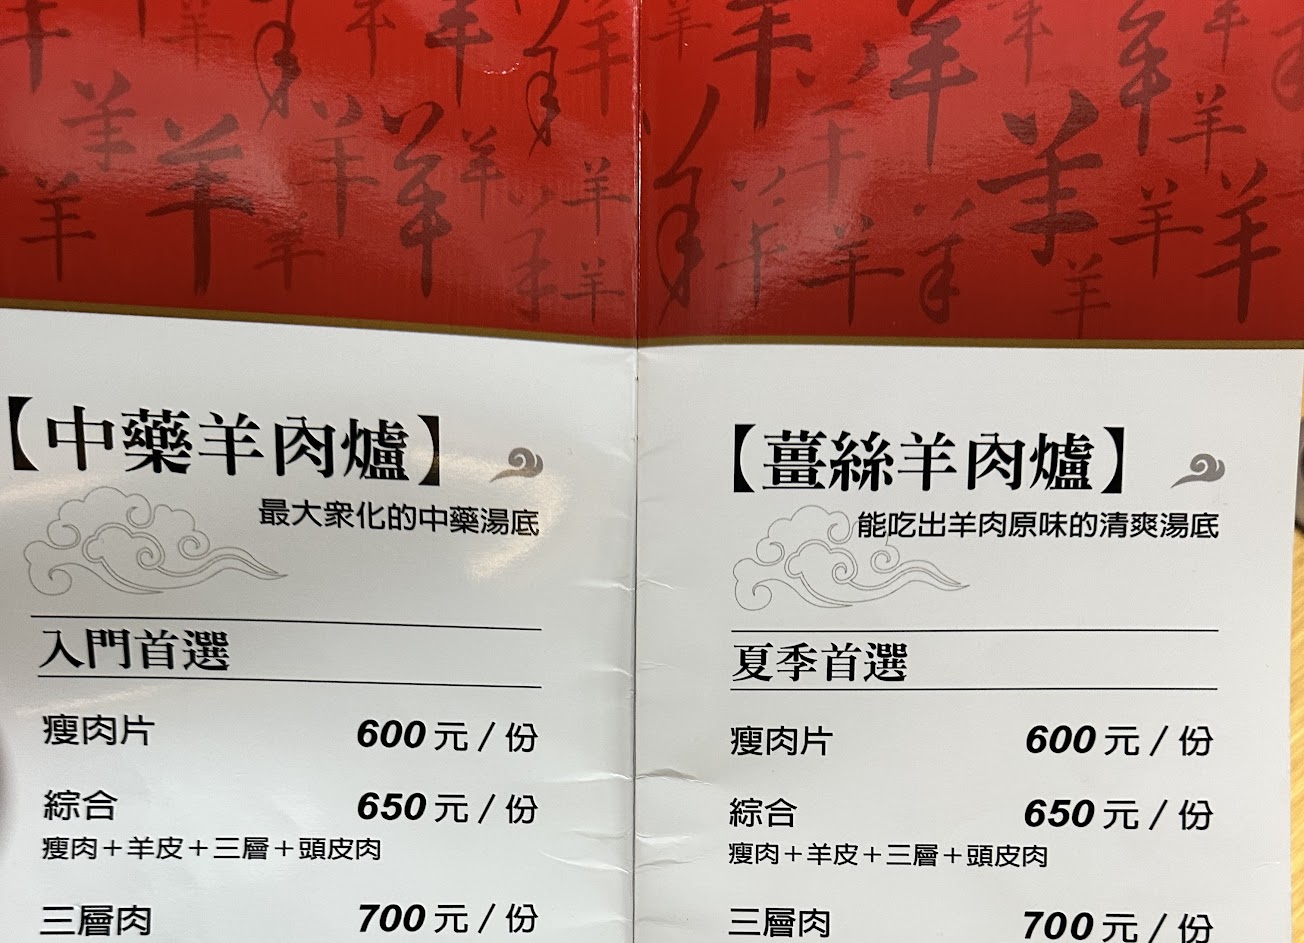 【中藥羊肉爐】
最大眾化的中藥湯底
入門首選
瘦肉片 600元/份
綜合 650元/份
瘦肉+羊皮+三層+頭皮肉
三層肉 700元/份
【薑絲羊肉爐】
能吃出羊肉原味的清爽湯底
夏季首選
瘦肉片 600元/份
綜合 650元/份
瘦肉+羊皮+三層+頭皮肉
三層肉 700元/份